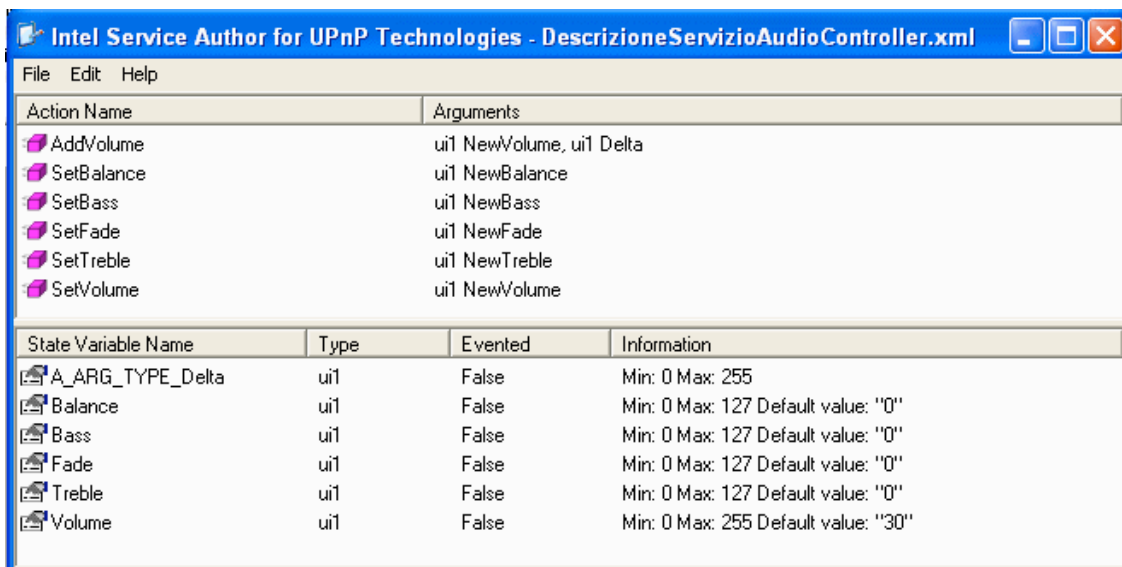 Intel Service Author for UPnP Technologies - DescrizioneServizioAudioController.xml
File Edit Help
Action Name Arguments
AddVolume ui1 NewVolume, ui1 Delta
SetBalance ui1 NewBalance
SetBass ui1 NewBass
SetFade ui1 NewFade
SetTreble ui1 NewTreble
SetVolume ui1 NewVolume
State Variable Name Type Evented Information
A_ARG_TYPE_Delta ui1 False Min: 0 Max: 255
Balance ui1 False Min: 0 Max: 127 Default value: "0"
Bass ui1 False Min: 0 Max: 127 Default value: "0"
Fade ui1 False Min: 0 Max: 127 Default value: "0"
Treble ui1 False Min: 0 Max: 127 Default value: "0"
Volume ui1 False Min: 0 Max: 255 Default value: "30"